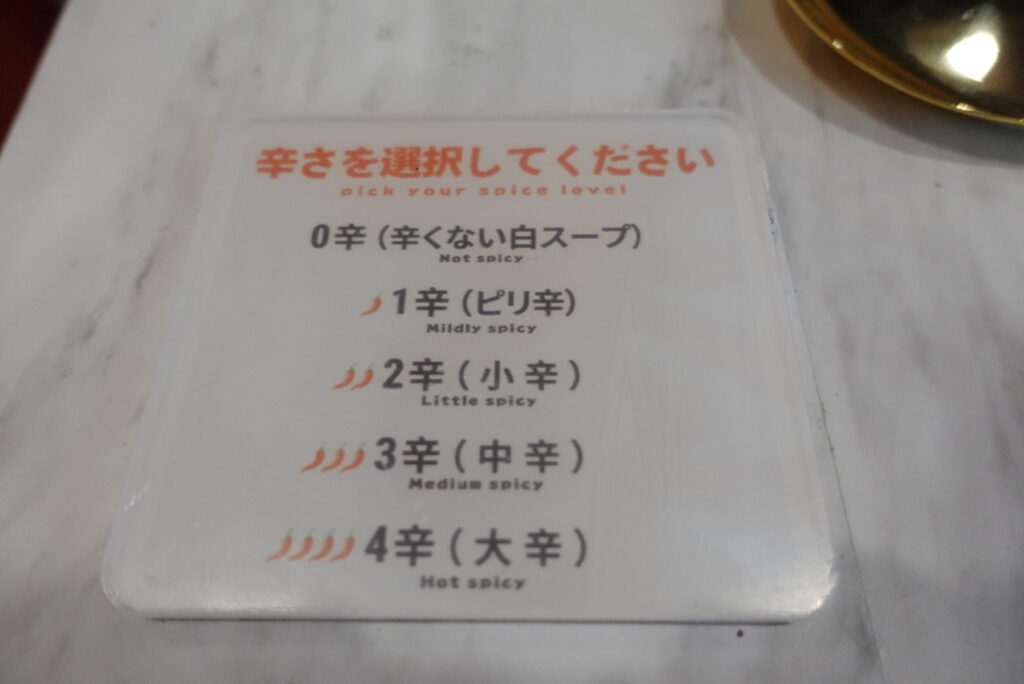 辛さを選択してください
pick your spice level
0辛（辛くない白スープ）
Not spicy
1辛（ピリ辛）
Mildly spicy
2辛（小辛）
Little spicy
3辛（中辛）
Medium spicy
4辛（大辛）
Hot spicy